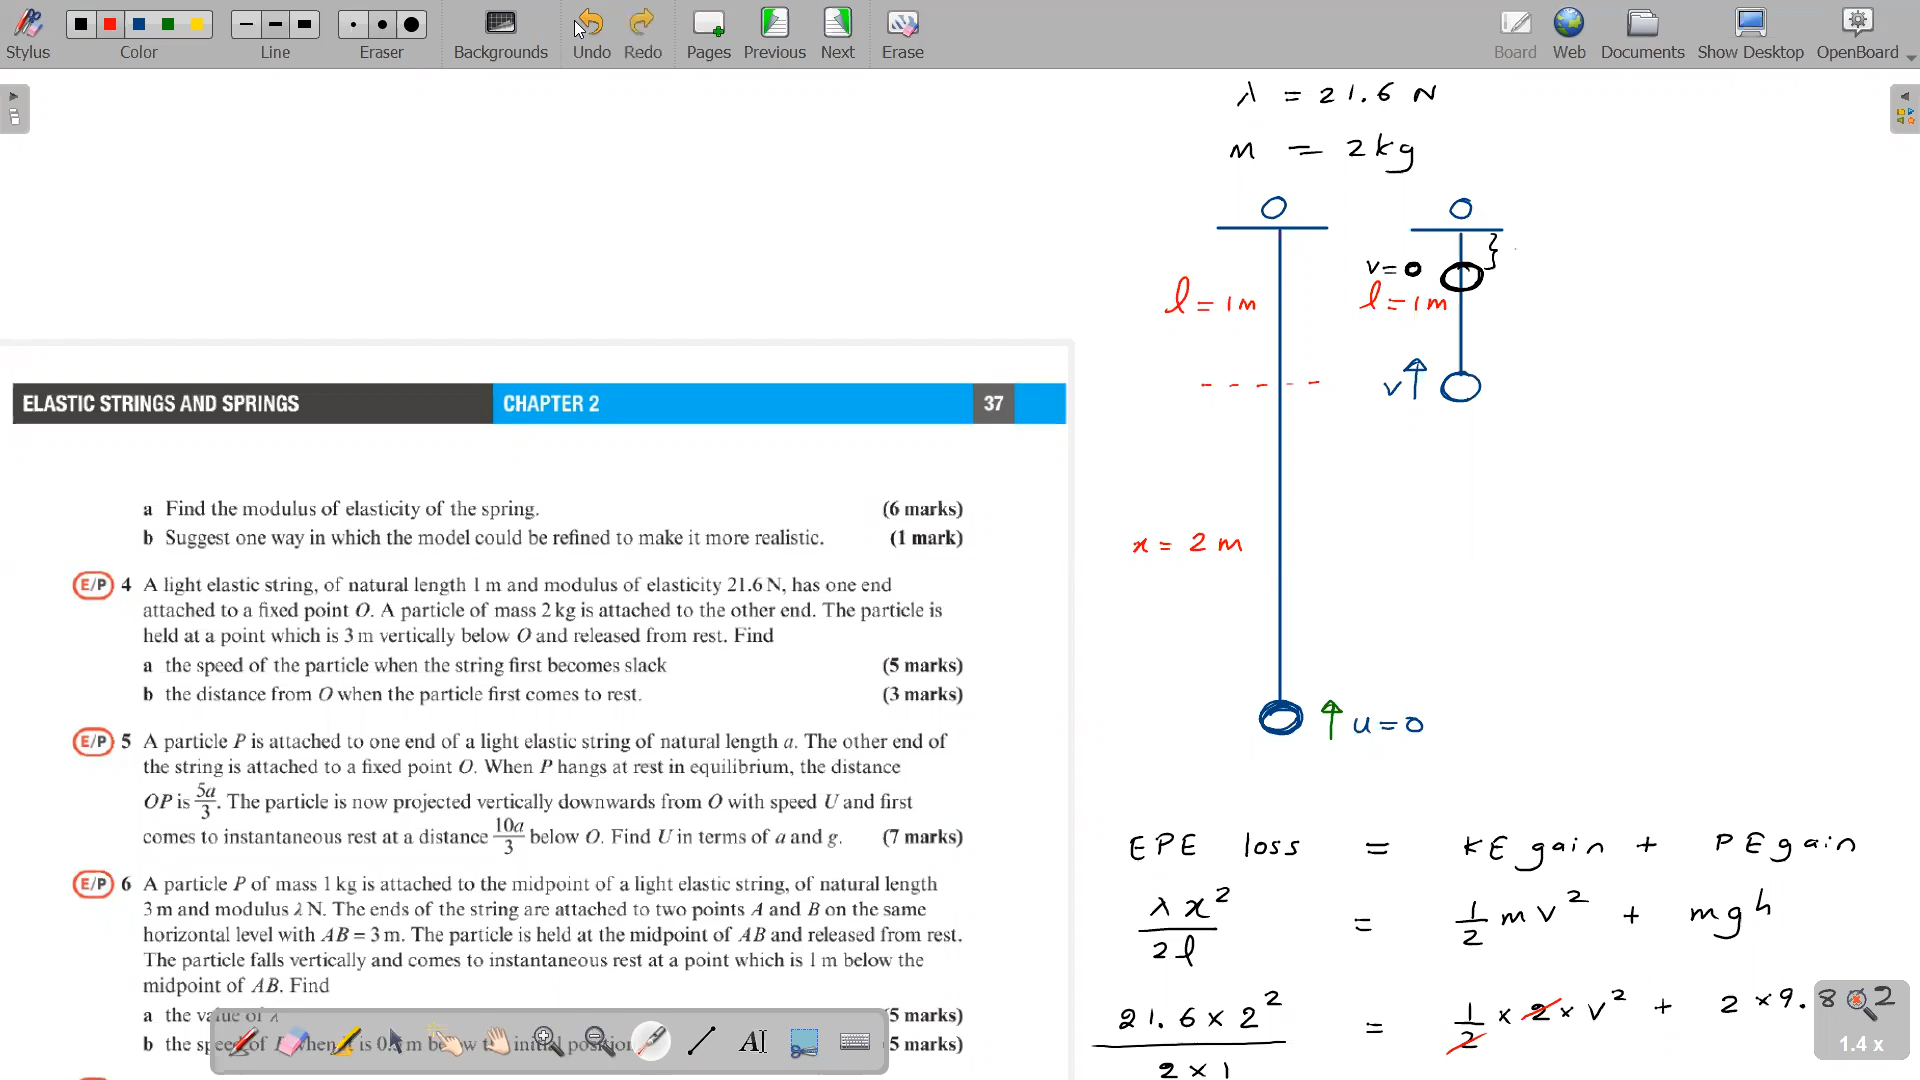 Stylus Color Line Eraser Backgrounds Undo Redo Pages Previous Next Erase Board Web Documents Show Desktop OpenBoard
λ = 21.6 N
m = 2kg
O O
v= 0 }
l = 1m l = 1m
v↑
x = 2 m
↑ u = 0
ELASTIC STRINGS AND SPRINGS CHAPTER 2 37
a Find the modulus of elasticity of the spring. (6 marks)
b Suggest one way in which the model could be refined to make it more realistic. (1 mark)
E/P 4 A light elastic string, of natural length 1 m and modulus of elasticity 21.6 N, has one end
attached to a fixed point O. A particle of mass 2 kg is attached to the other end. The particle is
held at a point which is 3 m vertically below O and released from rest. Find
a the speed of the particle when the string first becomes slack (5 marks)
b the distance from O when the particle first comes to rest. (3 marks)
E/P 5 A particle P is attached to one end of a light elastic string of natural length a. The other end of
the string is attached to a fixed point O. When P hangs at rest in equilibrium, the distance
OP is 5a/3. The particle is now projected vertically downwards from O with speed U and first
comes to instantaneous rest at a distance 10a/3 below O. Find U in terms of a and g. (7 marks)
E/P 6 A particle P of mass 1 kg is attached to the midpoint of a light elastic string, of natural length
3 m and modulus λ N. The ends of the string are attached to two points A and B on the same
horizontal level with AB = 3 m. The particle is held at the midpoint of AB and released from rest.
The particle falls vertically and comes to instantaneous rest at a point which is 1 m below the
midpoint of AB. Find
a the value of λ 5 marks)
b the speed of P when is 0. m below the initial position 5 marks)
EPE loss = KE gain + PE gain
λx²/2l = 1/2 mv² + mgh
21.6 × 2²/2 × 1 = 1/2 × 2 × v² + 2 × 9.8 2
1.4 x